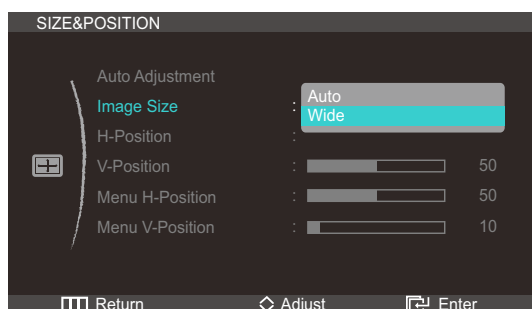 SIZE&POSITION
Auto Adjustment
Image Size : Auto
Wide
H-Position :
V-Position : 50
Menu H-Position : 50
Menu V-Position : 10
Return Adjust Enter